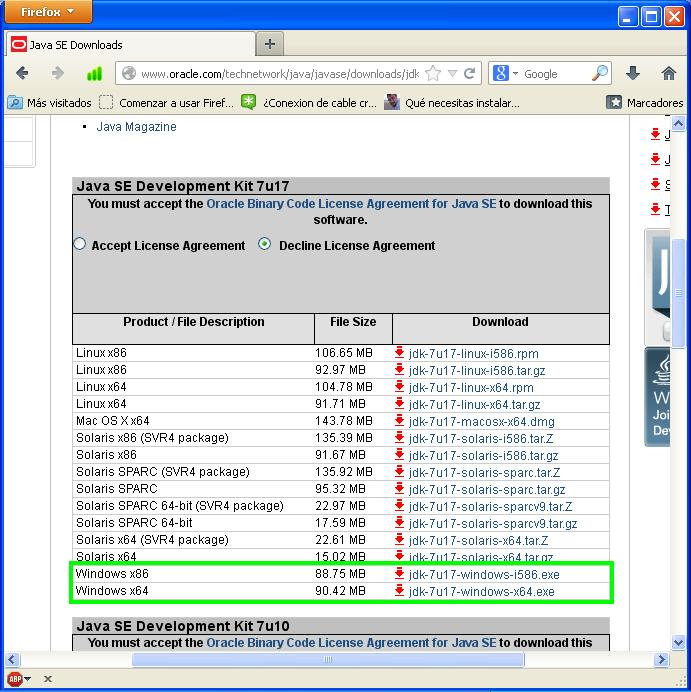 Firefox
Java SE Downloads
www.oracle.com/technetwork/java/javase/downloads/jdk
Google
Más visitados
Comenzar a usar Firef...
¿Conexion de cable cr...
Qué necesitas instalar...
Marcadores
Java Magazine
Java SE Development Kit 7u17
You must accept the Oracle Binary Code License Agreement for Java SE to download this
software.
Accept License Agreement Decline License Agreement
Product / File Description File Size Download
Linux x86 106.65 MB jdk-7u17-linux-i586.rpm
Linux x86 92.97 MB jdk-7u17-linux-i586.tar.gz
Linux x64 104.78 MB jdk-7u17-linux-x64.rpm
Linux x64 91.71 MB jdk-7u17-linux-x64.tar.gz
Mac OS X x64 143.78 MB jdk-7u17-macosx-x64.dmg
Solaris x86 (SVR4 package) 135.39 MB jdk-7u17-solaris-i586.tar.Z
Solaris x86 91.67 MB jdk-7u17-solaris-i586.tar.gz
Solaris SPARC (SVR4 package) 135.92 MB jdk-7u17-solaris-sparc.tar.Z
Solaris SPARC 95.32 MB jdk-7u17-solaris-sparc.tar.gz
Solaris SPARC 64-bit (SVR4 package) 22.97 MB jdk-7u17-solaris-sparcv9.tar.Z
Solaris SPARC 64-bit 17.59 MB jdk-7u17-solaris-sparcv9.tar.gz
Solaris x64 (SVR4 package) 22.61 MB jdk-7u17-solaris-x64.tar.Z
Solaris x64 15.02 MB jdk-7u17-solaris-x64.tar.gz
Windows x86 88.75 MB jdk-7u17-windows-i586.exe
Windows x64 90.42 MB jdk-7u17-windows-x64.exe
Java SE Development Kit 7u10
You must accept the Oracle Binary Code License Agreement for Java SE to download this
ABP